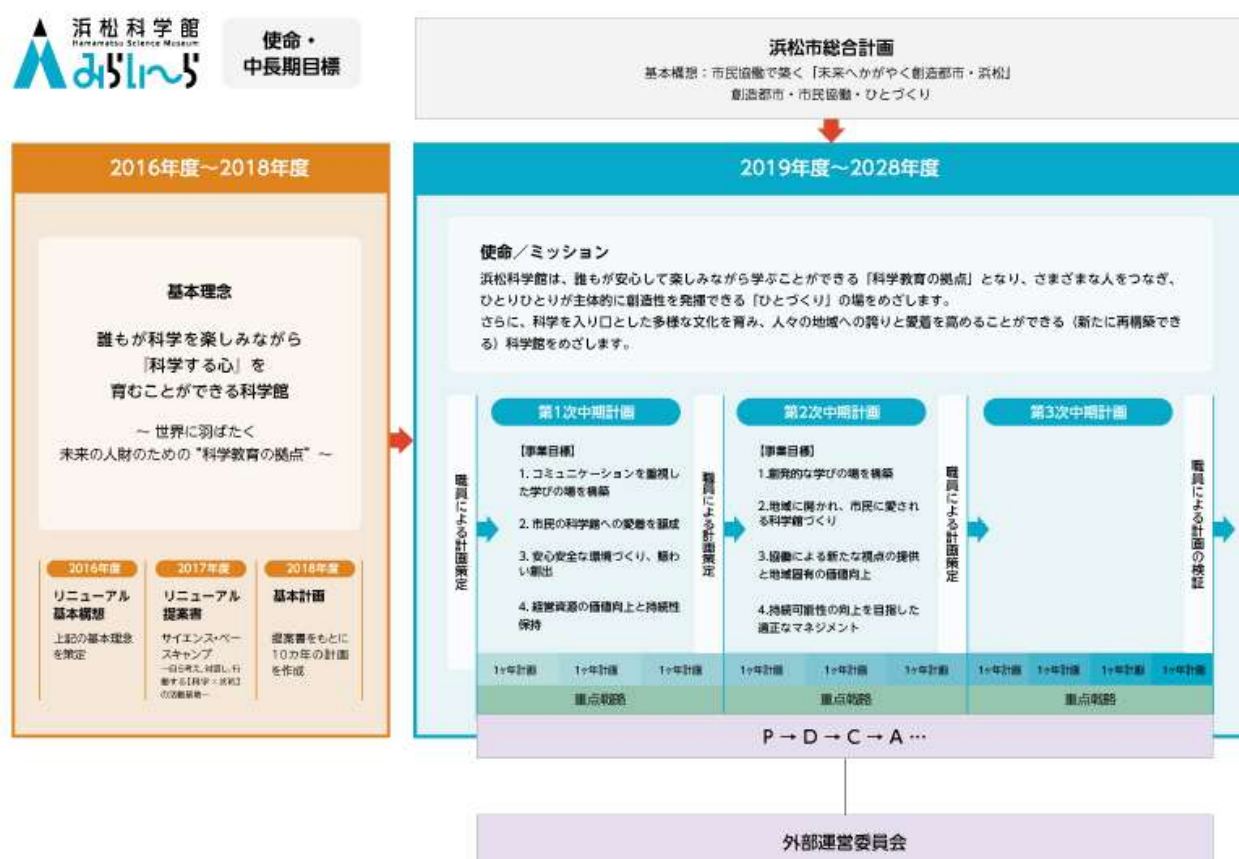 浜松科学館
Hamamatsu Science Museum
みらいーら
使命・
中長期目標
浜松市総合計画
基本構想：市民協働で築く「未来へかがやく創造都市・浜松」
創造都市・市民協働・ひとづくり
2016年度～2018年度
基本理念
誰もが科学を楽しみながら
『科学する心』を
育むことができる科学館
～ 世界に羽ばたく
未来の人財のための "科学教育の拠点" ～
2016年度
リニューアル
基本構想
上記の基本理念
を策定
2017年度
リニューアル
提案書
サイエンス・ベー
スキャンプ
2018年度
基本計画
提案書をもとに
10カ年の計画
を作成
2019年度～2028年度
使命／ミッション
浜松科学館は、誰もが安心して楽しみながら学ぶことができる「科学教育の拠点」となり、さまざまな人をつなぎ、
ひとりひとりが主体的に創造性を発揮できる「ひとづくり」の場をめざします。
さらに、科学を入り口とした多様な文化を育み、人々の地域への誇りと愛着を高めることができる（新たに再構築でき
る）科学館をめざします。
職員による計画策定
第1次中期計画
【事業目標】
1. コミュニケーションを重視し
た学びの場を構築
2. 市民の科学館への愛着を醸成
3. 安心安全な環境づくり、賑わ
い創出
4. 経営資源の価値向上と持続性
保持
1ヶ年計画 1ヶ年計画 1ヶ年計画
重点戦略
職員による計画策定
第2次中期計画
【事業目標】
1.創発的な学びの場を構築
2.地域に開かれ、市民に愛され
る科学館づくり
3.協働による新たな視点の提供
と地域固有の価値向上
4.持続可能性の向上を目指した
適正なマネジメント
1ヶ年計画 1ヶ年計画 1ヶ年計画
重点戦略
職員による計画策定
第3次中期計画
1ヶ年計画 1ヶ年計画 1ヶ年計画 1ヶ年計画
重点戦略
職員による計画の検証
P → D → C → A …
外部運営委員会